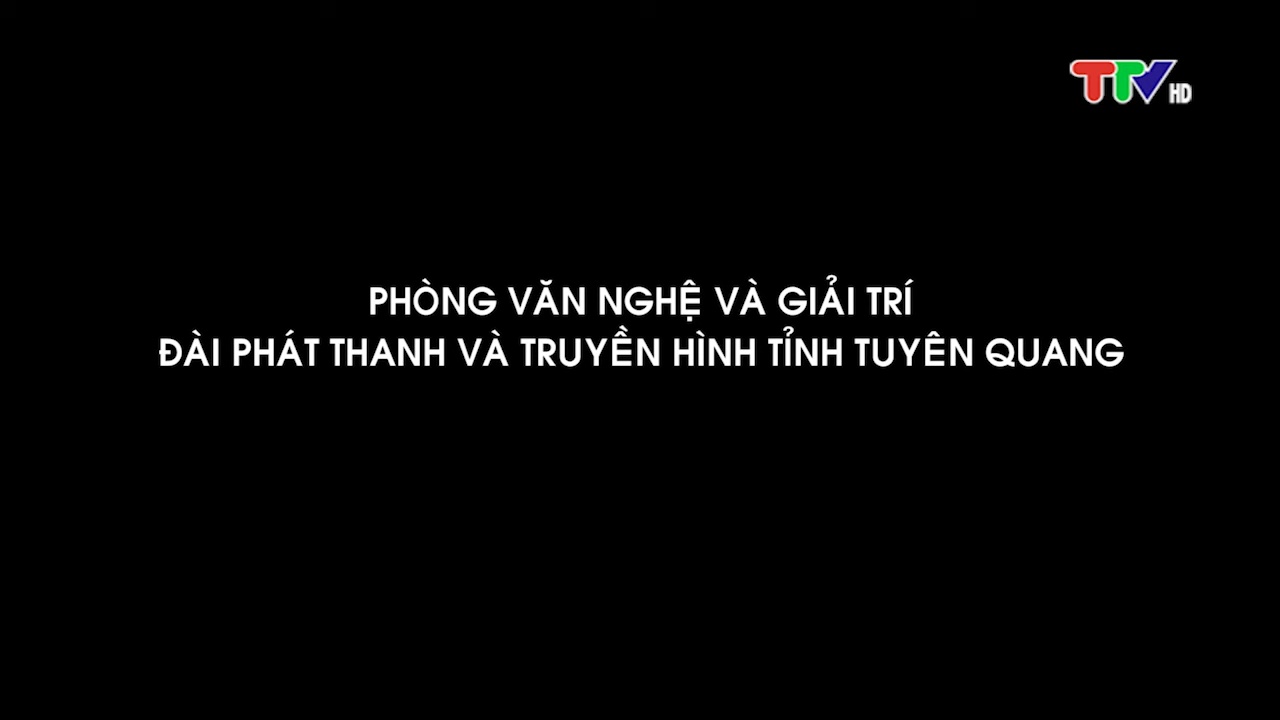 TTV HD
PHÒNG VĂN NGHỆ VÀ GIẢI TRÍ
ĐÀI PHÁT THANH VÀ TRUYỀN HÌNH TỈNH TUYÊN QUANG